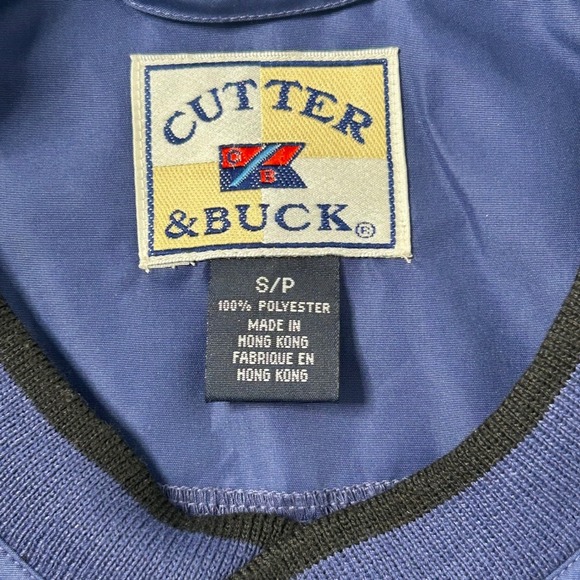 CUTTER
C B
& BUCK®
S/P
100% POLYESTER
MADE IN
HONG KONG
FABRIQUE EN
HONG KONG